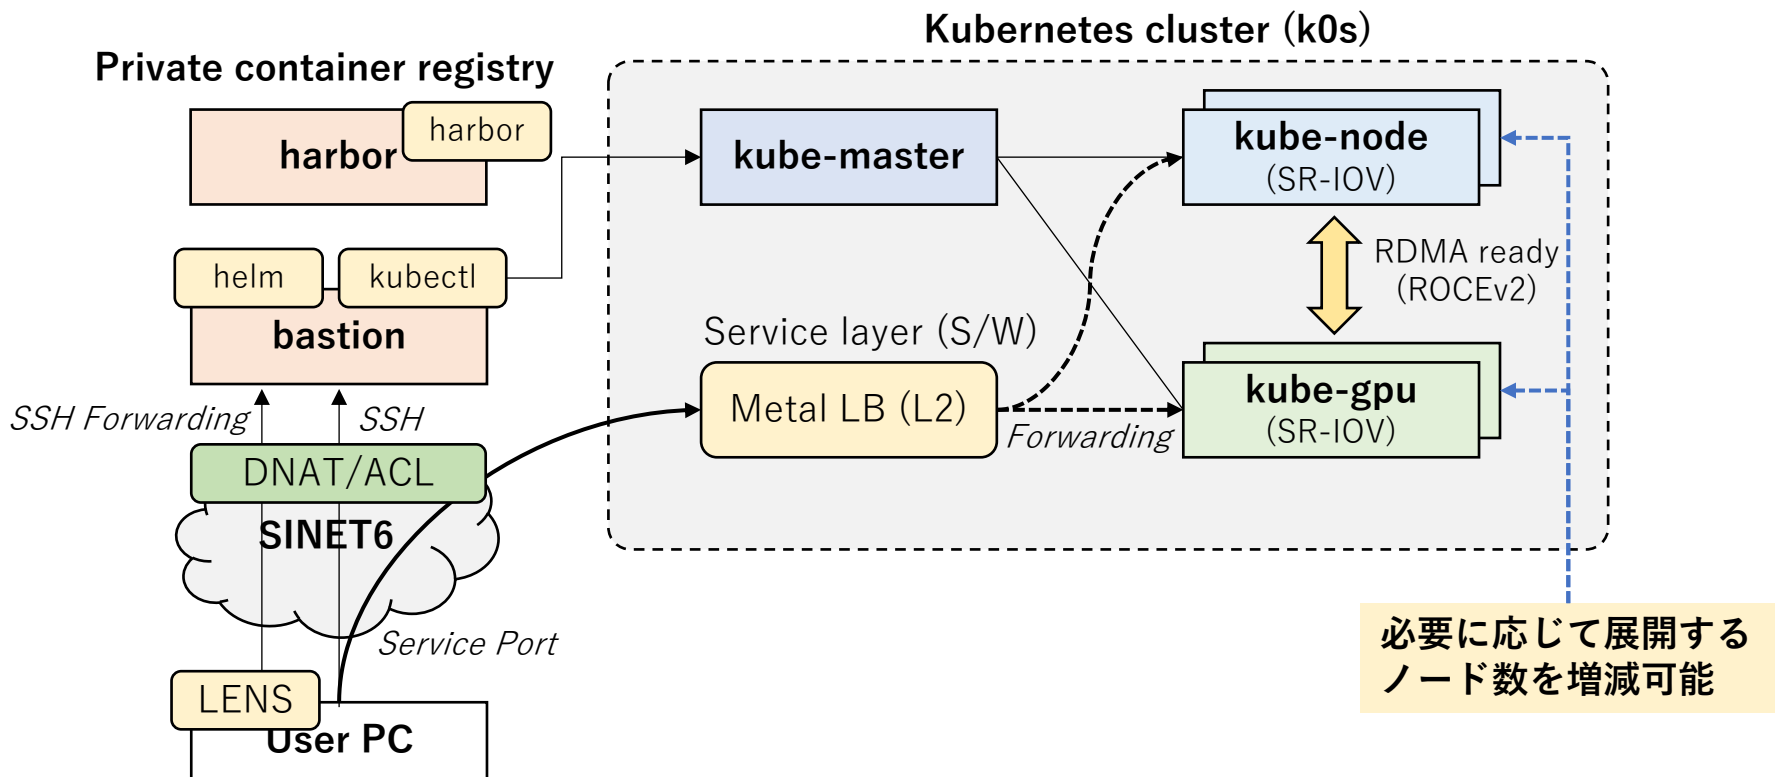 Kubernetes cluster (k0s)
Private container registry
harbor
harbor
kube-master
kube-node
(SR-IOV)
helm
kubectl
bastion
RDMA ready
(ROCEv2)
Service layer (S/W)
Metal LB (L2)
kube-gpu
(SR-IOV)
SSH Forwarding
SSH
Forwarding
DNAT/ACL
SINET6
Service Port
LENS
User PC
必要に応じて展開する
ノード数を増減可能